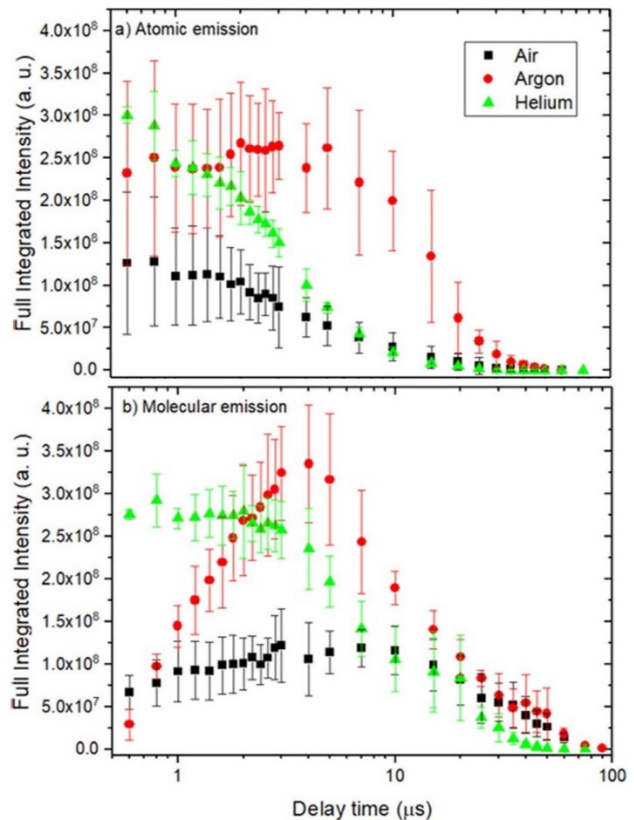 a) Atomic emission
Air
Argon
Helium
Full Integrated Intensity (a. u.)
4.0x10⁸
3.5x10⁸
3.0x10⁸
2.5x10⁸
2.0x10⁸
1.5x10⁸
1.0x10⁸
5.0x10⁷
0.0
b) Molecular emission
Full Integrated Intensity (a. u.)
4.0x10⁸
3.5x10⁸
3.0x10⁸
2.5x10⁸
2.0x10⁸
1.5x10⁸
1.0x10⁸
5.0x10⁷
0.0
1 10 100
Delay time (μs)